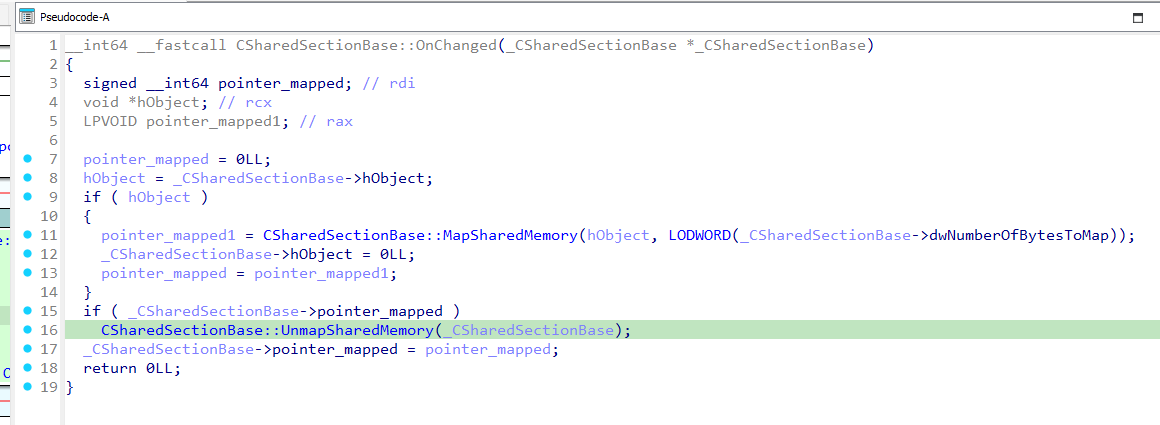 Pseudocode-A
1 __int64 __fastcall CSharedSectionBase::OnChanged(_CSharedSectionBase *_CSharedSectionBase)
2 {
3 signed __int64 pointer_mapped; // rdi
4 void *hObject; // rcx
5 LPVOID pointer_mapped1; // rax
6
7 pointer_mapped = 0LL;
8 hObject = _CSharedSectionBase->hObject;
9 if ( hObject )
10 {
11 pointer_mapped1 = CSharedSectionBase::MapSharedMemory(hObject, LODWORD(_CSharedSectionBase->dwNumberOfBytesToMap));
12 _CSharedSectionBase->hObject = 0LL;
13 pointer_mapped = pointer_mapped1;
14 }
15 if ( _CSharedSectionBase->pointer_mapped )
16 CSharedSectionBase::UnmapSharedMemory(_CSharedSectionBase);
17 _CSharedSectionBase->pointer_mapped = pointer_mapped;
18 return 0LL;
19 }